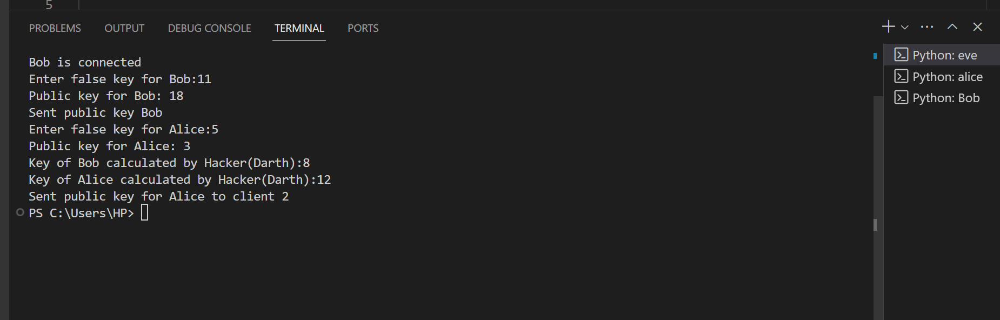 5
PROBLEMS OUTPUT DEBUG CONSOLE TERMINAL PORTS
Bob is connected
Enter false key for Bob:11
Public key for Bob: 18
Sent public key Bob
Enter false key for Alice:5
Public key for Alice: 3
Key of Bob calculated by Hacker(Darth):8
Key of Alice calculated by Hacker(Darth):12
Sent public key for Alice to client 2
PS C:\Users\HP>
Python: eve
Python: alice
Python: Bob